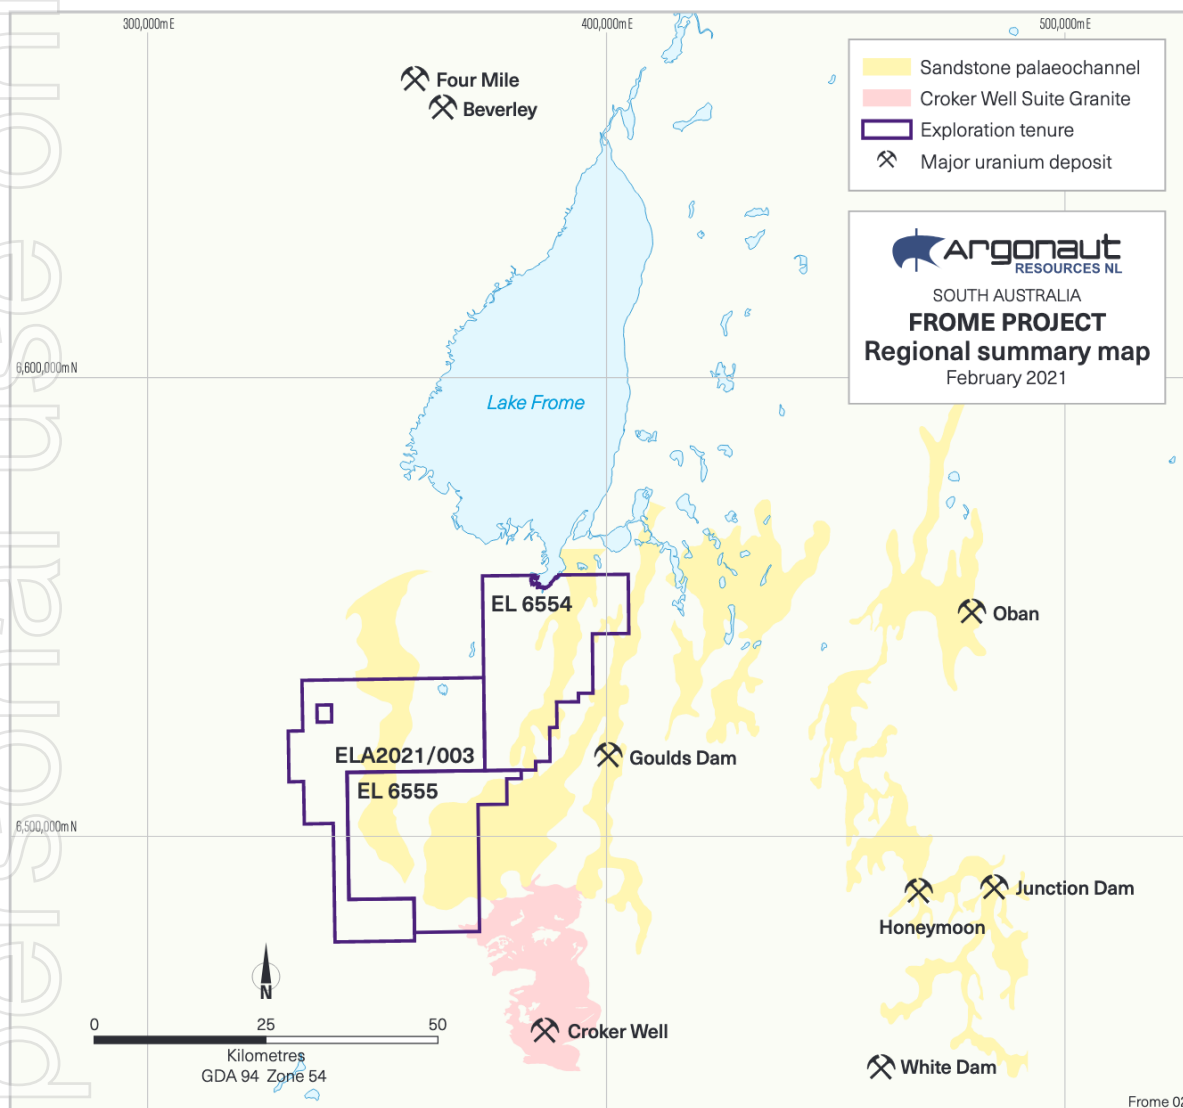 300,000mE
400,000mE
500,000mE
Four Mile
Beverley
Sandstone palaeochannel
Croker Well Suite Granite
Exploration tenure
Major uranium deposit
Argonaut
RESOURCES NL
SOUTH AUSTRALIA
FROME PROJECT
Regional summary map
February 2021
6,600,000mN
Lake Frome
EL 6554
Oban
ELA2021/003
Goulds Dam
EL 6555
6,500,000mN
Junction Dam
Honeymoon
N
0 25 50
Kilometres
GDA 94 Zone 54
Croker Well
White Dam
Frome 02
personal use on